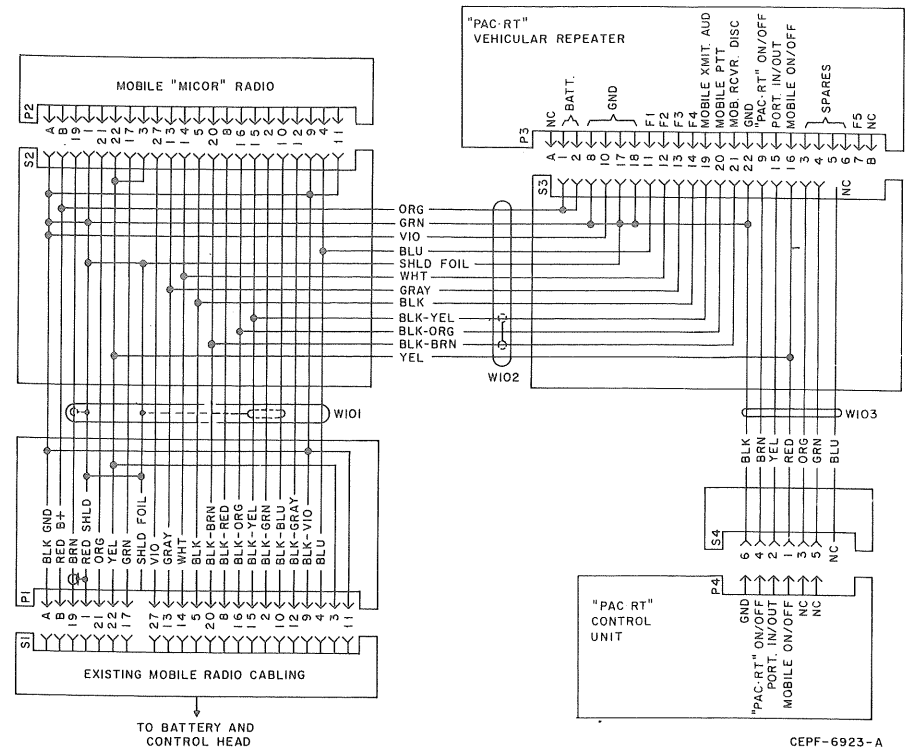 "PAC-RT"
VEHICULAR REPEATER
MOBILE "MICOR" RADIO
P2
A B 19 1 21 22 17 3 27 13 14 5 20 8 16 15 2 10 12 9 4 11
S2
NC
BATT.
GND
F1
F2
F3
F4
MOBILE XMIT. AUD
MOBILE PTT
MOB. RCVR. DISC
GND
"PAC-RT" ON/OFF
PORT. IN/OUT
MOBILE ON/OFF
SPARES
F5
NC
P3
A 1 2 8 10 17 18 11 12 13 14 19 20 21 22 9 15 16 3 4 5 6 7 B
S3
NC
ORG
GRN
VIO
BLU
SHLD FOIL
WHT
GRAY
BLK
BLK-YEL
BLK-ORG
BLK-BRN
YEL
W102
W101
W103
BLK GND
RED B+
BRN
RED SHLD
ORG
YEL
GRN
SHLD FOIL
VIO
GRAY
WHT
BLK
BLK-BRN
BLK-RED
BLK-ORG
BLK-YEL
BLK-GRN
BLK-BLU
BLK-GRAY
BLK-VIO
BLU
P1
A B 19 1 21 22 17 27 13 14 5 20 8 16 15 2 10 12 9 4 3 11
S1
EXISTING MOBILE RADIO CABLING
TO BATTERY AND
CONTROL HEAD
BLK
BRN
YEL
RED
ORG
GRN
BLU
S4
6 4 2 1 3 5 NC
P4
GND
"PAC-RT" ON/OFF
PORT. IN/OUT
MOBILE ON/OFF
NC
NC
"PAC RT"
CONTROL
UNIT
CEPF-6923-A